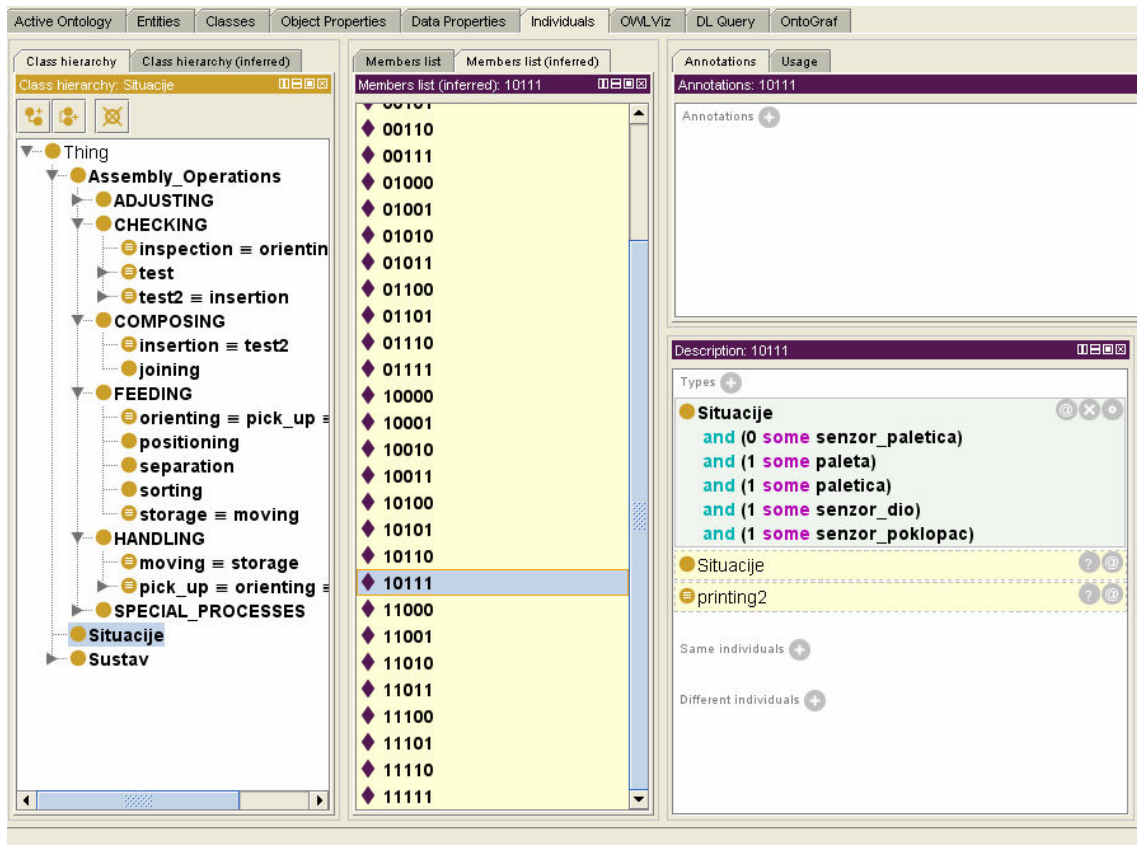 Active Ontology Entities Classes Object Properties Data Properties Individuals OWLViz DL Query OntoGraf
Class hierarchy Class hierarchy (inferred)
Class hierarchy: Situacije
Thing
Assembly_Operations
ADJUSTING
CHECKING
inspection ≡ orientin
test
test2 ≡ insertion
COMPOSING
insertion ≡ test2
joining
FEEDING
orienting ≡ pick_up ≡
positioning
separation
sorting
storage ≡ moving
HANDLING
moving ≡ storage
pick_up ≡ orienting ≡
SPECIAL_PROCESSES
Situacije
Sustav
Members list Members list (inferred)
Members list (inferred): 10111
00101
00110
00111
01000
01001
01010
01011
01100
01101
01110
01111
10000
10001
10010
10011
10100
10101
10110
10111
11000
11001
11010
11011
11100
11101
11110
11111
Annotations Usage
Annotations: 10111
Annotations
Description: 10111
Types
Situacije
and (0 some senzor_paletica)
and (1 some paleta)
and (1 some paletica)
and (1 some senzor_dio)
and (1 some senzor_poklopac)
Situacije
printing2
Same individuals
Different individuals